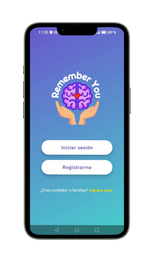 Remember You
Iniciar sesión
Registrarme
¿Eres cuidador o familiar? Ingresa aquí